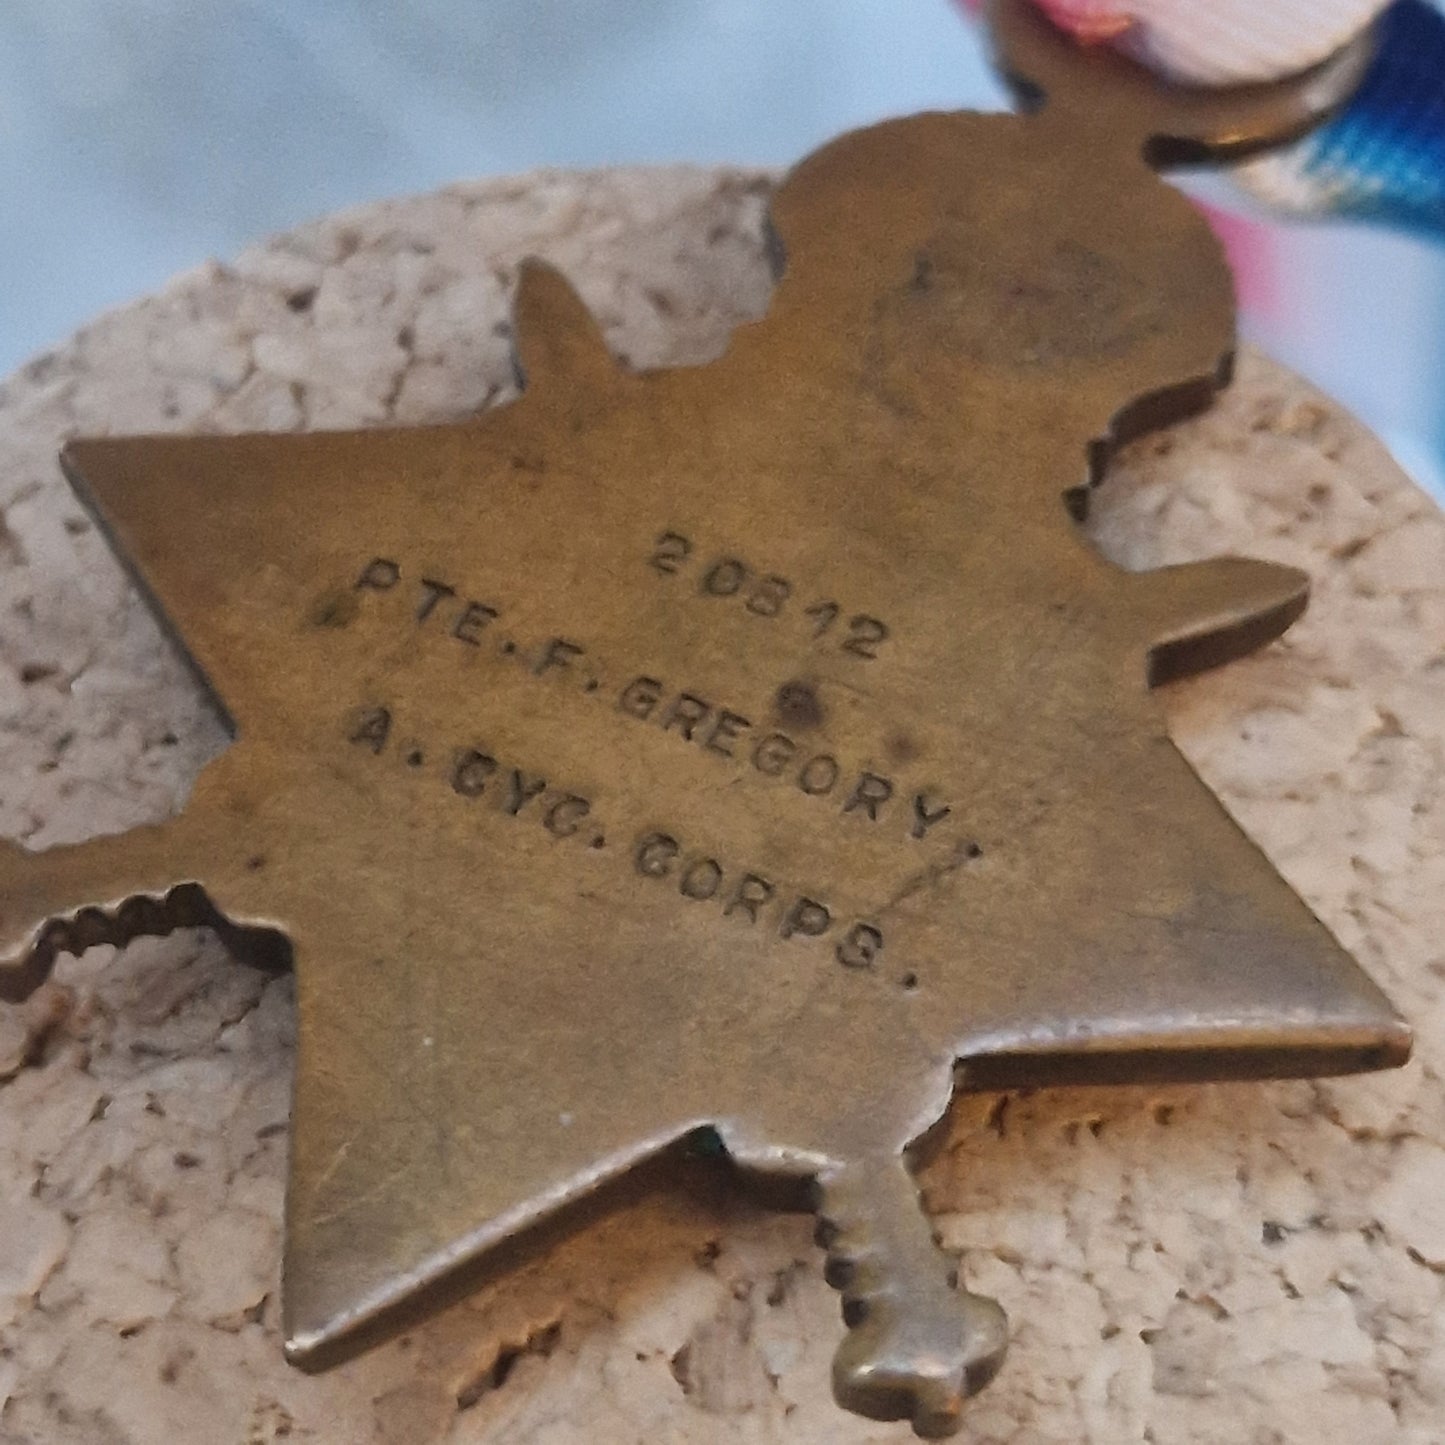 20812
PTE. F. GREGORY.
A. CYC. CORPS.